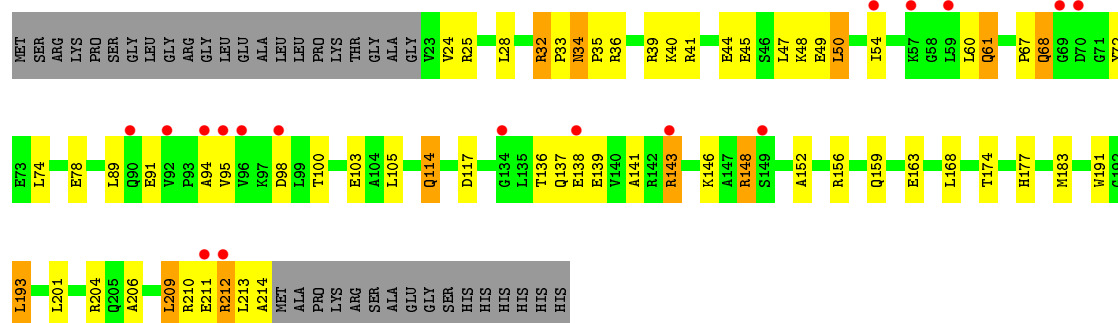 MET SER ARG LYS PRO SER GLY LEU GLY ARG GLY LEU GLU ALA LEU LEU PRO LYS THR GLY ALA GLY V23 V24 R25 L28 R32 P33 N34 P35 R36 R39 K40 R41 E44 E45 S46 L47 K48 E49 L50 I54 K57 G58 L59 L60 Q61 P67 Q68 G69 D70 G71 Y72
E73 L74 E78 L89 Q90 E91 V92 P93 A94 V95 V96 K97 D98 L99 T100 E103 A104 L105 Q114 D117 G134 L135 T136 Q137 E138 E139 V140 A141 R142 R143 K146 A147 R148 S149 A152 R156 Q159 E163 L168 T174 H177 M183 W191 G192
L193 L201 R204 Q205 A206 L209 R210 E211 R212 L213 A214 MET ALA PRO LYS ARG SER ALA GLU GLY SER HIS HIS HIS HIS HIS HIS